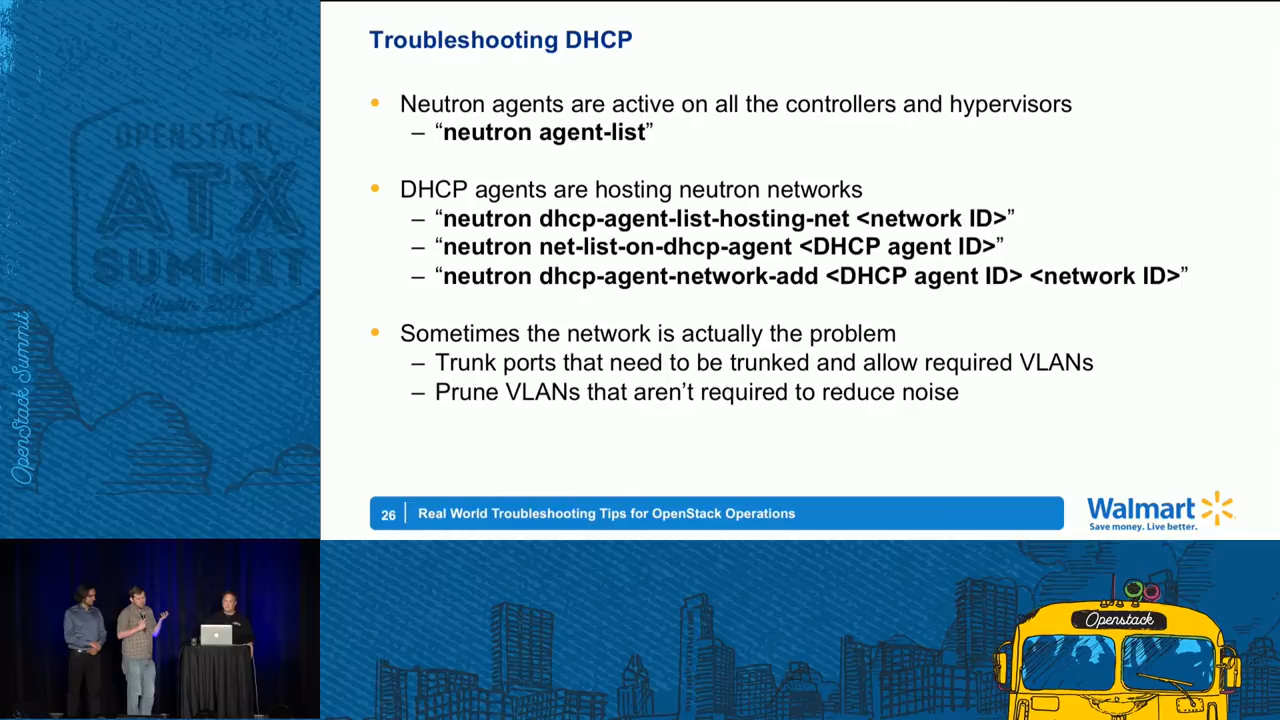 Troubleshooting DHCP
• Neutron agents are active on all the controllers and hypervisors
– “neutron agent-list”
• DHCP agents are hosting neutron networks
– “neutron dhcp-agent-list-hosting-net <network ID>”
– “neutron net-list-on-dhcp-agent <DHCP agent ID>”
– “neutron dhcp-agent-network-add <DHCP agent ID> <network ID>”
• Sometimes the network is actually the problem
– Trunk ports that need to be trunked and allow required VLANs
– Prune VLANs that aren’t required to reduce noise
26
Real World Troubleshooting Tips for OpenStack Operations
Walmart
Save money. Live better.
OPENSTACK
ATX
SUMMIT
OpenStack Summit
Openstack